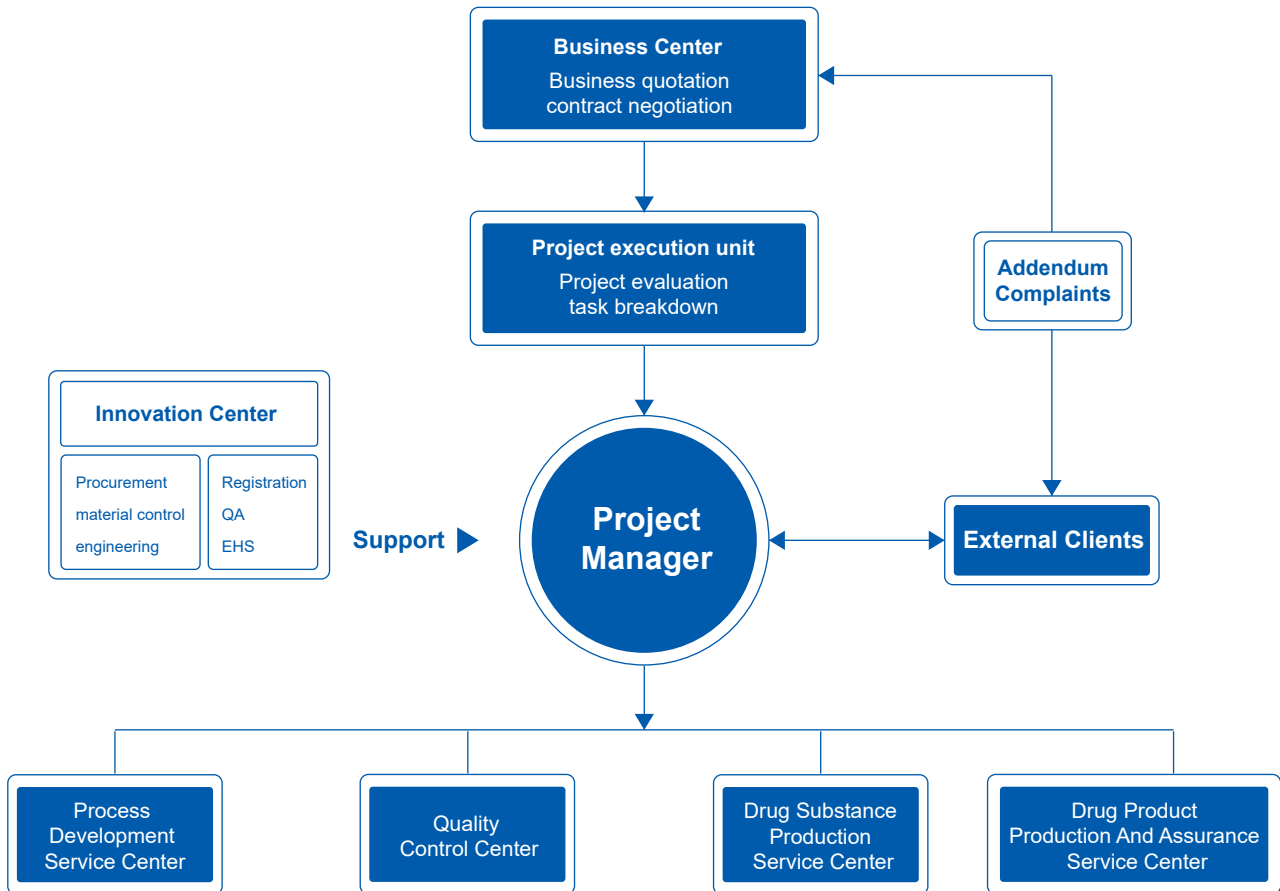 Business Center
Business quotation
contract negotiation
Project execution unit
Project evaluation
task breakdown
Addendum
Complaints
Innovation Center
Procurement
material control
engineering
Registration
QA
EHS
Support
Project
Manager
External Clients
Process
Development
Service Center
Quality
Control Center
Drug Substance
Production
Service Center
Drug Product
Production And Assurance
Service Center